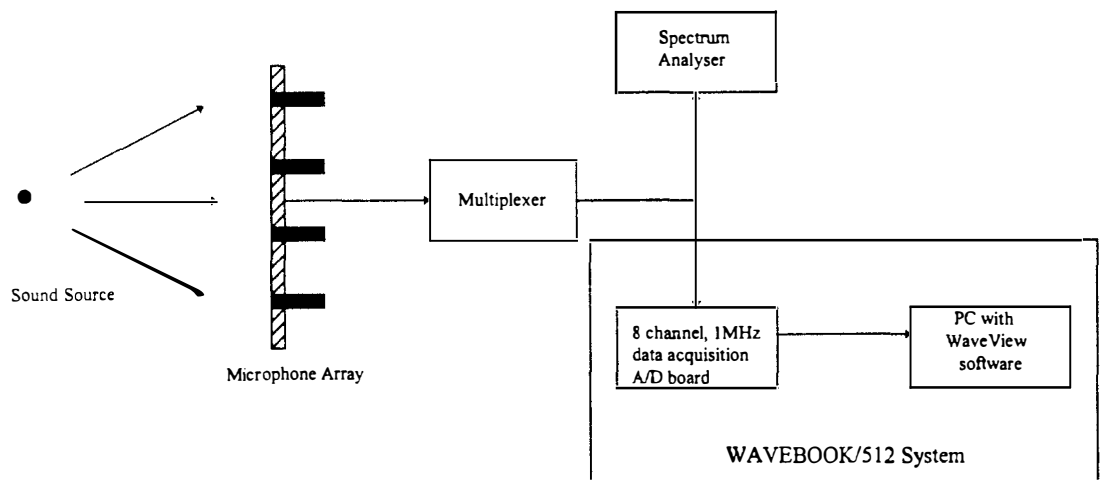 Spectrum
Analyser
Multiplexer
Sound Source
8 channel, 1MHz
data acquisition
A/D board
PC with
WaveView
software
Microphone Array
WAVEBOOK/512 System